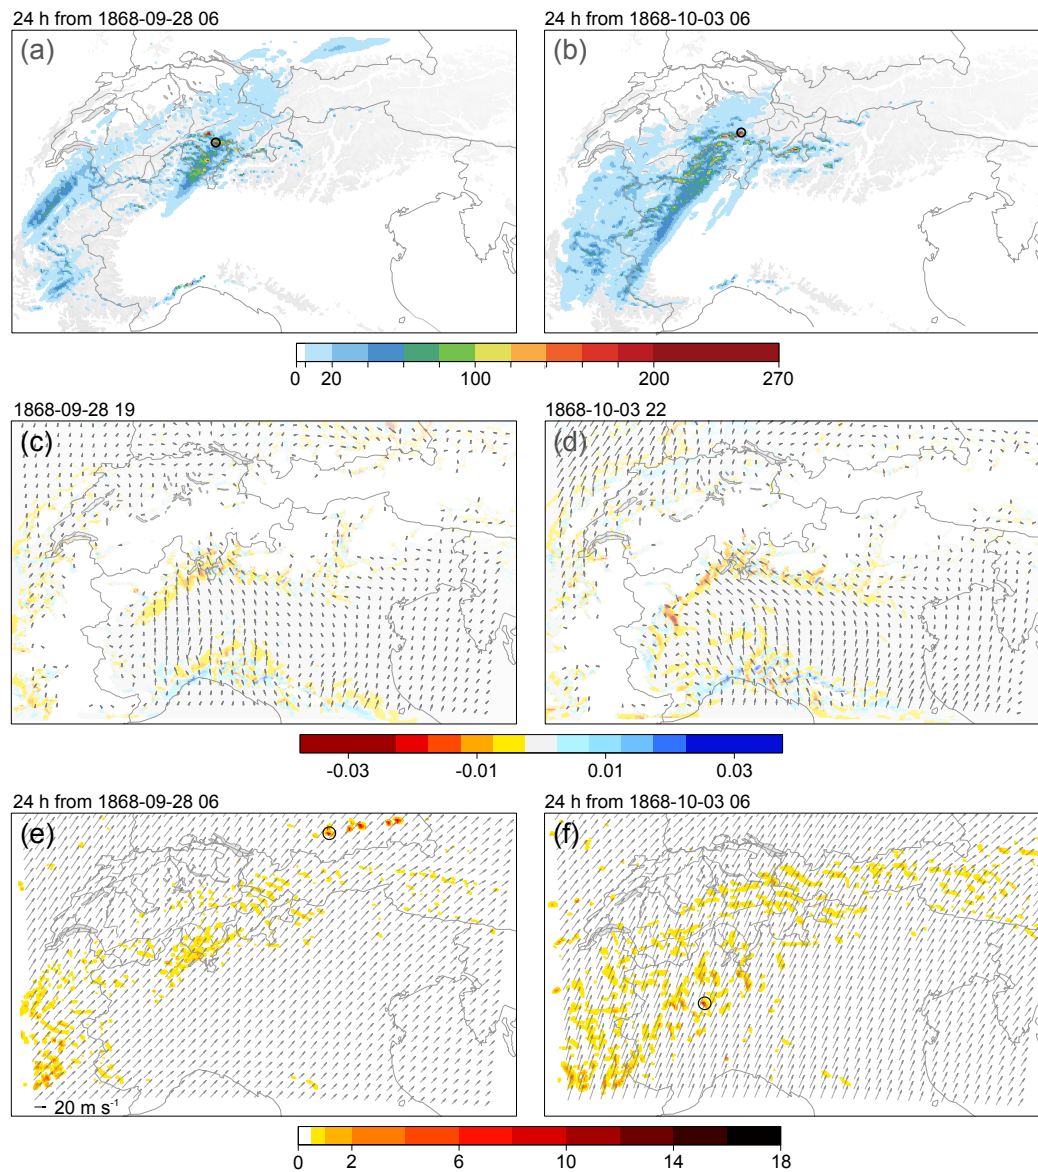 24 h from 1868-09-28 06
24 h from 1868-10-03 06
(a)
(b)
0 20 100 200 270
1868-09-28 19
1868-10-03 22
(c)
(d)
-0.03 -0.01 0.01 0.03
24 h from 1868-09-28 06
24 h from 1868-10-03 06
(e)
(f)
20 m s⁻¹
0 2 6 10 14 18